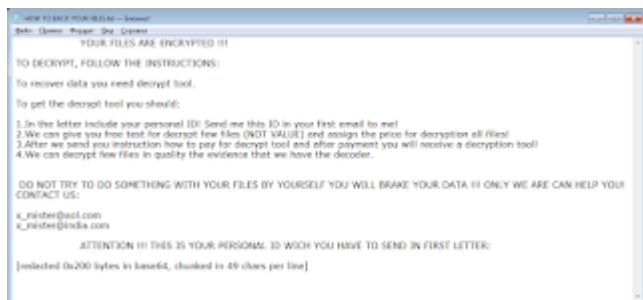 HOW TO BACK YOUR FILES.txt —
YOUR FILES ARE ENCRYPTED !!!
TO DECRYPT, FOLLOW THE INSTRUCTIONS:
To recover data you need decrypt tool.
To get the decrypt tool you should:
1.In the letter include your personal ID! Send me this ID in your first email to me!
2.We can give you free test for decrypt few files (NOT VALUE) and assign the price for decryption all files!
3.After we send you instruction how to pay for decrypt tool and after payment you will receive a decryption tool!
4.We can decrypt few files in quality the evidence that we have the decoder.
DO NOT TRY TO DO SOMETHING WITH YOUR FILES BY YOURSELF YOU WILL BRAKE YOUR DATA !!! ONLY WE ARE CAN HELP YOU!
CONTACT US:
x_mister@aol.com
x_mister@india.com
ATTENTION !!! THIS IS YOUR PERSONAL ID WICH YOU HAVE TO SEND IN FIRST LETTER:
[redacted 0x200 bytes in base64, chunked in 49 chars per line]